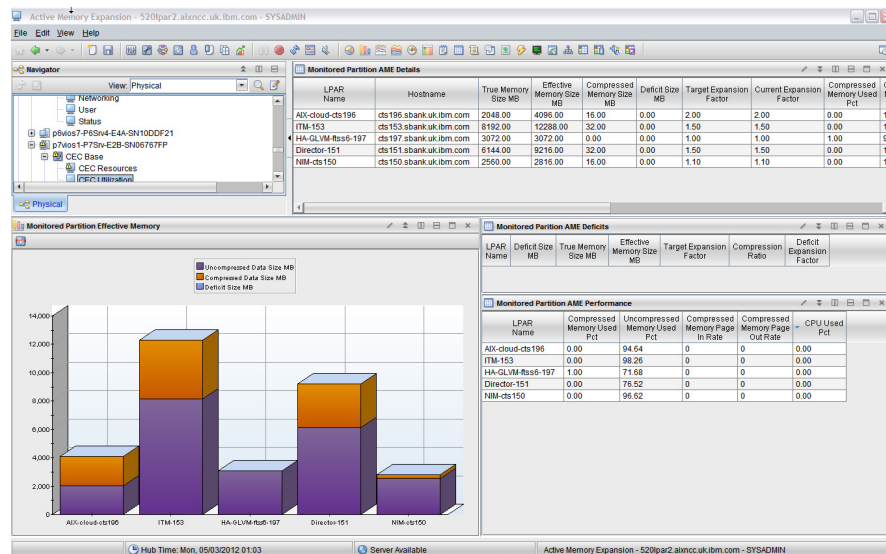 Active Memory Expansion - 520lpar2.aixncc.uk.ibm.com - SYSADMIN
File Edit View Help
Navigator
View: Physical
Networking
User
Status
p6vios7-P6Srv4-E4A-SN10DDF21
p7vios1-P7Srv-E2B-SN06767FP
CEC Base
CEC Resources
CEC Utilization
Physical
Monitored Partition AME Details
LPAR Name Hostname True Memory Size MB Effective Memory Size MB Compressed Memory Size MB Deficit Size MB Target Expansion Factor Current Expansion Factor Compressed Memory Used Pct
AIX-cloud-cts196 cts196.sbank.uk.ibm.com 2048.00 4096.00 16.00 0.00 2.00 2.00 0.00
ITM-153 cts153.sbank.uk.ibm.com 8192.00 12288.00 32.00 0.00 1.50 1.50 0.00
HA-GLVM-ftss6-197 cts197.sbank.uk.ibm.com 3072.00 3072.00 0.00 0.00 1.00 1.00 1.00
Director-151 cts151.sbank.uk.ibm.com 6144.00 9216.00 32.00 0.00 1.50 1.50 0.00
NIM-cts150 cts150.sbank.uk.ibm.com 2560.00 2816.00 16.00 0.00 1.10 1.10 0.00
Monitored Partition Effective Memory
Uncompressed Data Size MB
Compressed Data Size MB
Deficit Size MB
14,000
12,000
10,000
8,000
6,000
4,000
2,000
0
AIX-cloud-cts196 ITM-153 HA-GLVM-ftss6-197 Director-151 NIM-cts150
Monitored Partition AME Deficits
LPAR Name Deficit Size MB True Memory Size MB Effective Memory Size MB Target Expansion Factor Compression Ratio Deficit Expansion Factor
Monitored Partition AME Performance
LPAR Name Compressed Memory Used Pct Uncompressed Memory Used Pct Compressed Memory Page In Rate Compressed Memory Page Out Rate CPU Used Pct
AIX-cloud-cts196 0.00 94.64 0 0 0.00
ITM-153 0.00 98.26 0 0 0.00
HA-GLVM-ftss6-197 1.00 71.68 0 0 0.00
Director-151 0.00 76.52 0 0 0.00
NIM-cts150 0.00 96.62 0 0 0.00
Hub Time: Mon, 05/03/2012 01:03 Server Available Active Memory Expansion - 520lpar2.aixncc.uk.ibm.com - SYSADMIN